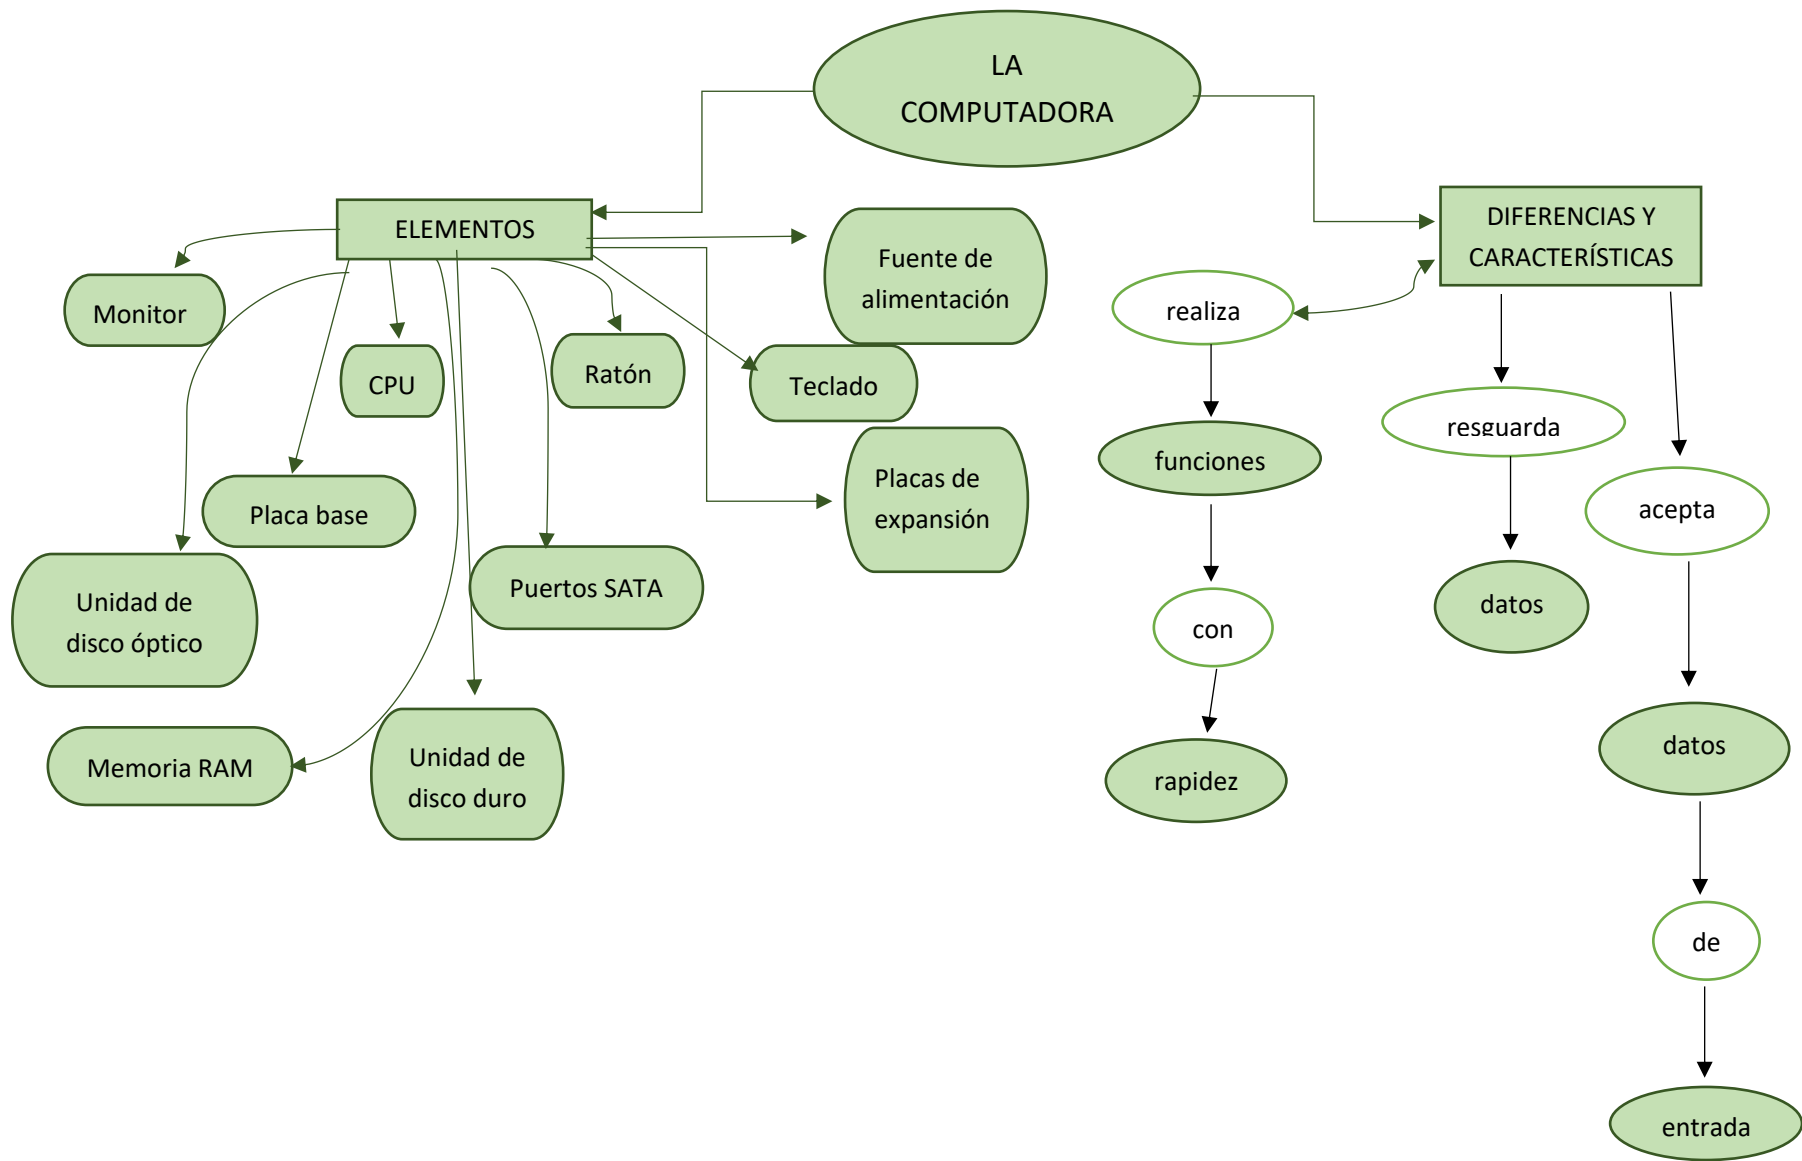 LA
COMPUTADORA
ELEMENTOS
Monitor
CPU
Ratón
Teclado
Fuente de
alimentación
Placas de
expansión
Placa base
Puertos SATA
Unidad de
disco óptico
Memoria RAM
Unidad de
disco duro
DIFERENCIAS Y
CARACTERÍSTICAS
realiza
funciones
con
rapidez
resguarda
datos
acepta
datos
de
entrada